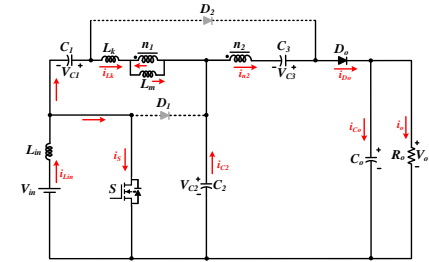 D2
C1
Lk
n1
n2
C3
Do
- VC1 +
iLk
Lm
in2
- VC3 +
iDo
D1
Lin
iLin
iS
S
iC2
VC2
+
-
C2
iCo
io
Co
+
-
Ro
+
Vo
-
Vin